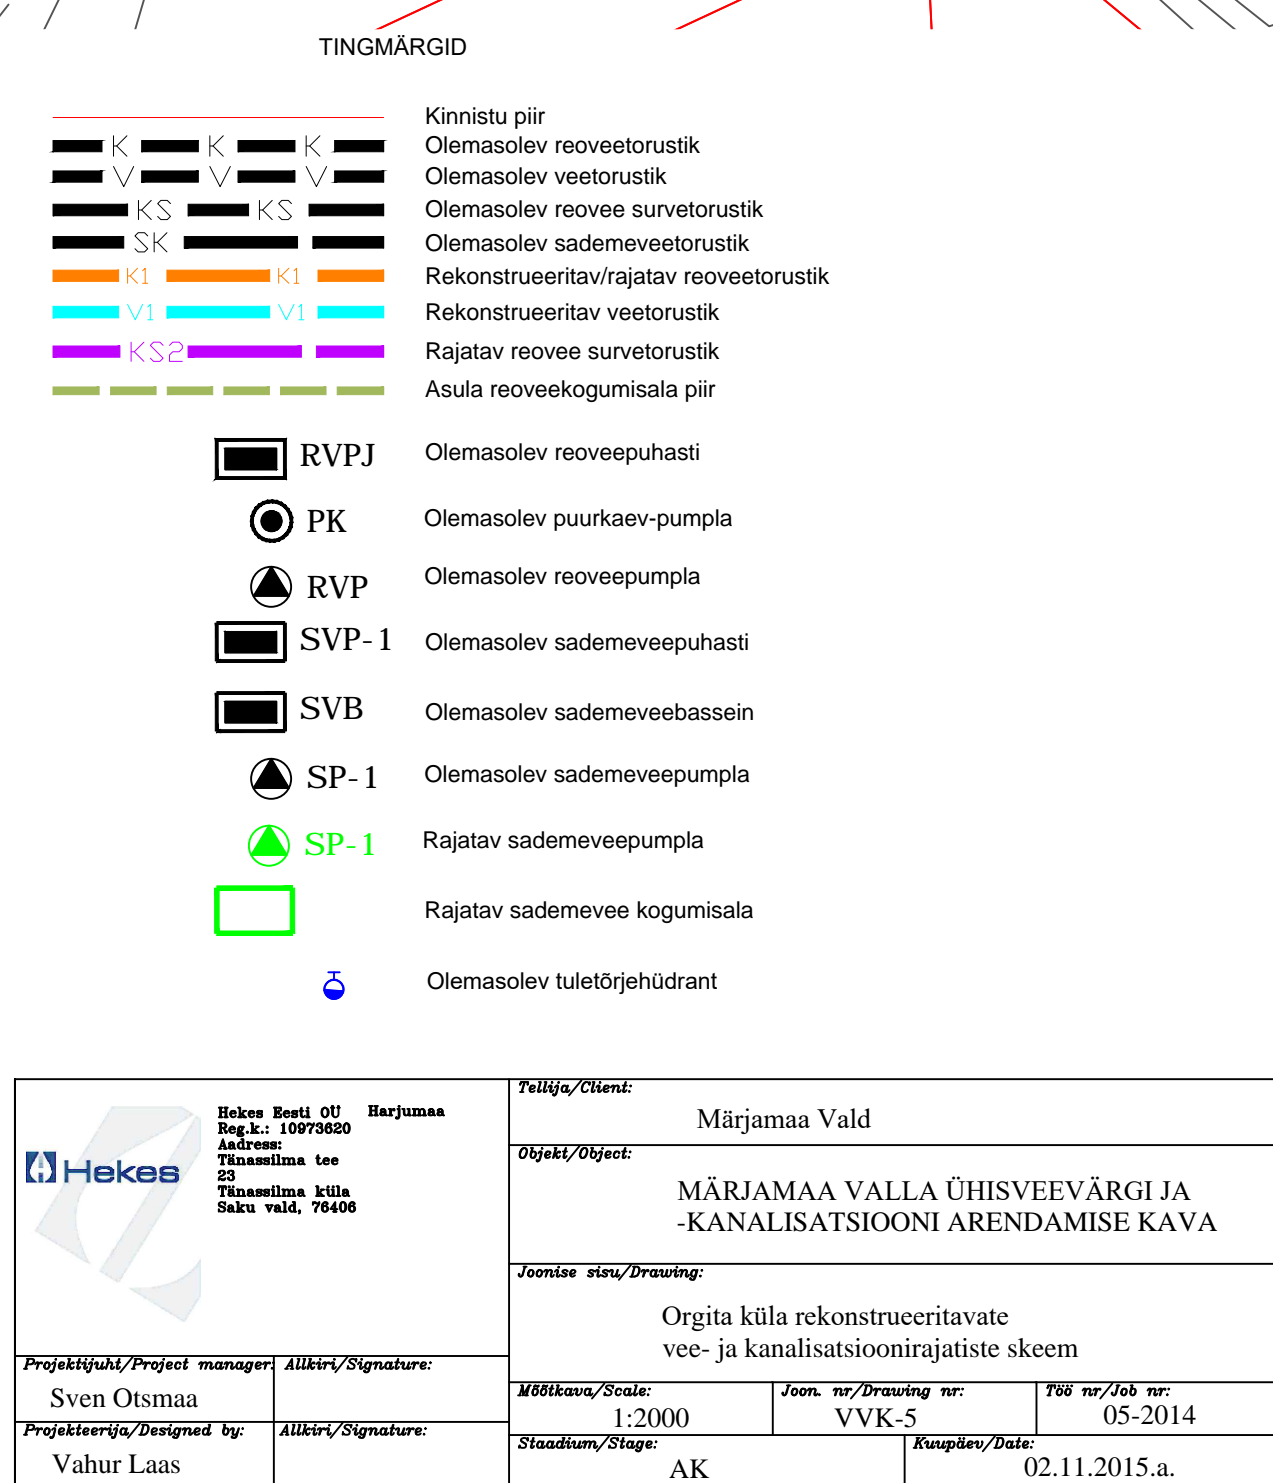 TINGMÄRGID
Kinnistu piir
K K K Olemasolev reoveetorustik
V V V Olemasolev veetorustik
KS KS Olemasolev reovee survetorustik
SK Olemasolev sademeveetorustik
K1 K1 Rekonstrueeritav/rajatav reoveetorustik
V1 V1 Rekonstrueeritav veetorustik
KS2 Rajatav reovee survetorustik
Asula reoveekogumisala piir
RVPJ Olemasolev reoveepuhasti
PK Olemasolev puurkaev-pumpla
RVP Olemasolev reoveepumpla
SVP-1 Olemasolev sademeveepuhasti
SVB Olemasolev sademeveebassein
SP-1 Olemasolev sademeveepumpla
SP-1 Rajatav sademeveepumpla
Rajatav sademevee kogumisala
Olemasolev tuletõrjehüdrant
Hekes
Hekes Eesti OÜ Harjumaa
Reg.k.: 10973620
Aadress:
Tänassilma tee
23
Tänassilma küla
Saku vald, 76406
Tellija/Client:
Märjamaa Vald
Objekt/Object:
MÄRJAMAA VALLA ÜHISVEEVÄRGI JA
-KANALISATSIOONI ARENDAMISE KAVA
Joonise sisu/Drawing:
Orgita küla rekonstrueeritavate
vee- ja kanalisatsioonirajatiste skeem
Projektijuht/Project manager: Allkiri/Signature:
Sven Otsmaa
Mõõtkava/Scale: Joon. nr/Drawing nr: Töö nr/Job nr:
1:2000 VVK-5 05-2014
Projekteerija/Designed by: Allkiri/Signature:
Vahur Laas
Staadium/Stage: Kuupäev/Date:
AK 02.11.2015.a.